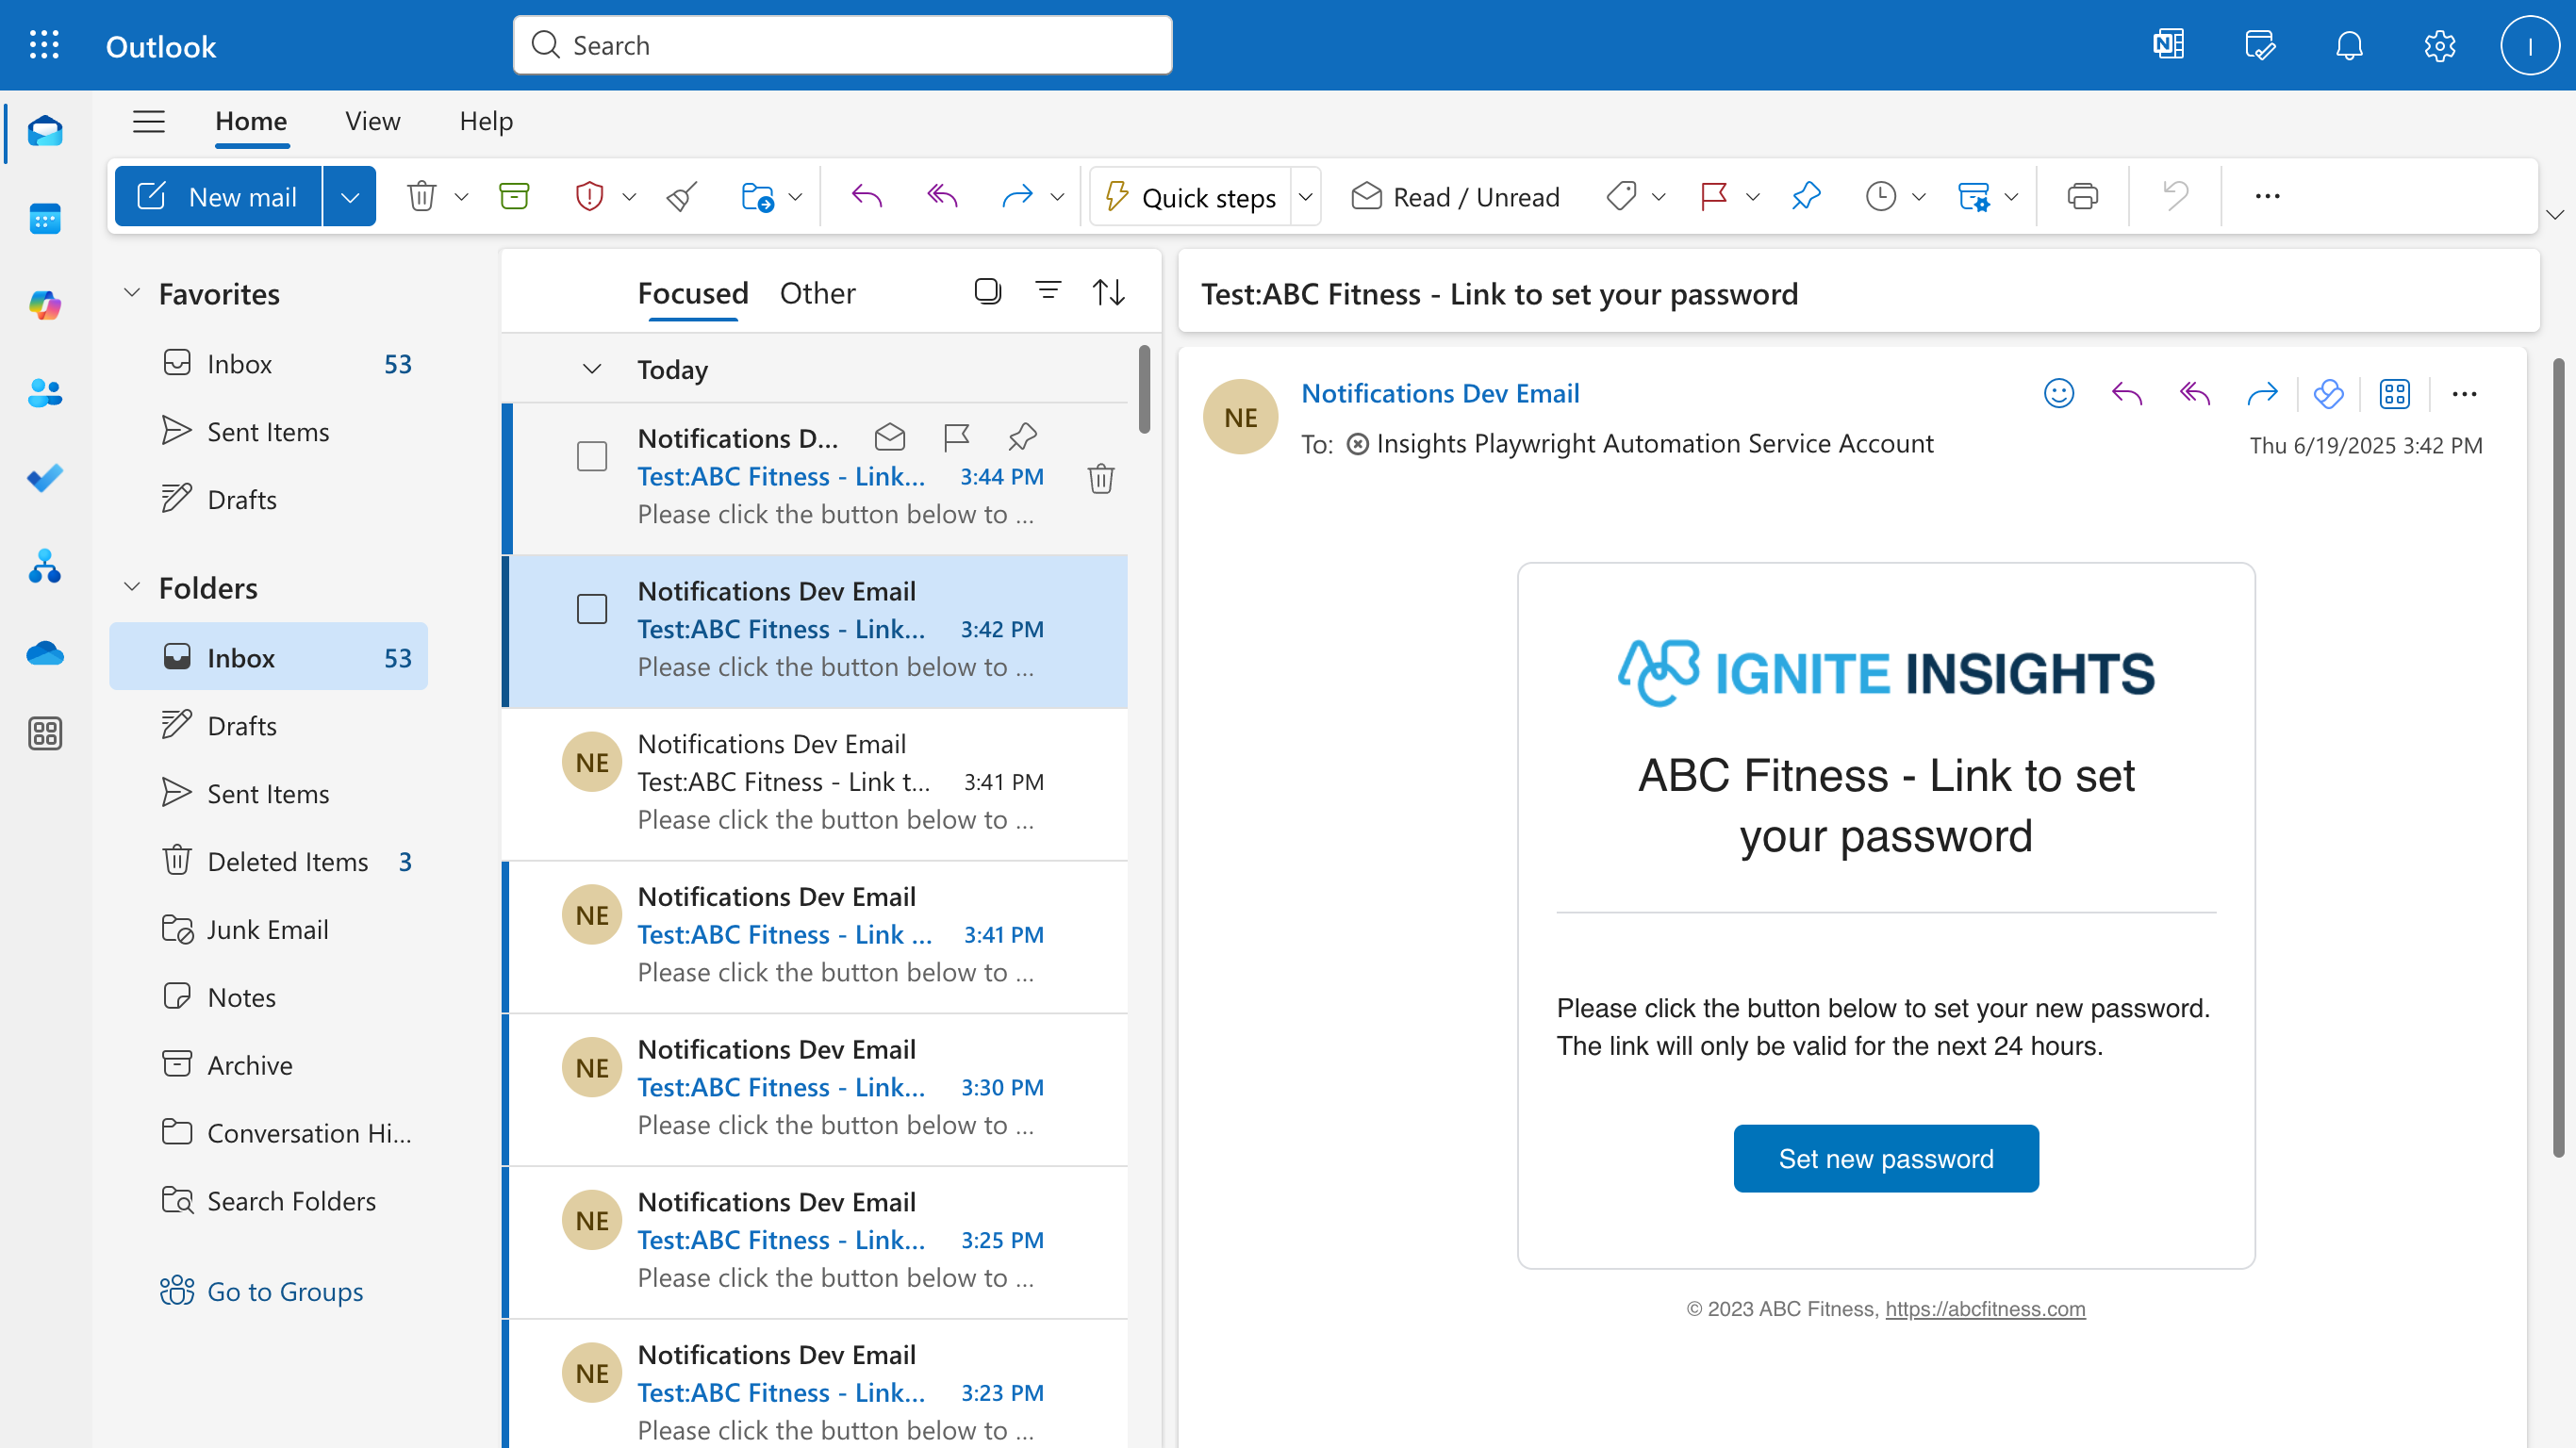 Outlook
Search
I
Home
View
Help
New mail
Quick steps
Read / Unread
Favorites
Inbox 53
Sent Items
Drafts
Folders
Inbox 53
Drafts
Sent Items
Deleted Items 3
Junk Email
Notes
Archive
Conversation Hi...
Search Folders
Go to Groups
Focused
Other
Today
Notifications D...
Test:ABC Fitness - Link... 3:44 PM
Please click the button below to ...
Notifications Dev Email
Test:ABC Fitness - Link... 3:42 PM
Please click the button below to ...
NE
Notifications Dev Email
Test:ABC Fitness - Link t... 3:41 PM
Please click the button below to ...
NE
Notifications Dev Email
Test:ABC Fitness - Link ... 3:41 PM
Please click the button below to ...
NE
Notifications Dev Email
Test:ABC Fitness - Link... 3:30 PM
Please click the button below to ...
NE
Notifications Dev Email
Test:ABC Fitness - Link... 3:25 PM
Please click the button below to ...
NE
Notifications Dev Email
Test:ABC Fitness - Link... 3:23 PM
Please click the button below to ...
Test:ABC Fitness - Link to set your password
NE
Notifications Dev Email
To: Insights Playwright Automation Service Account
Thu 6/19/2025 3:42 PM
IGNITE INSIGHTS
ABC Fitness - Link to set
your password
Please click the button below to set your new password.
The link will only be valid for the next 24 hours.
Set new password
© 2023 ABC Fitness, https://abcfitness.com